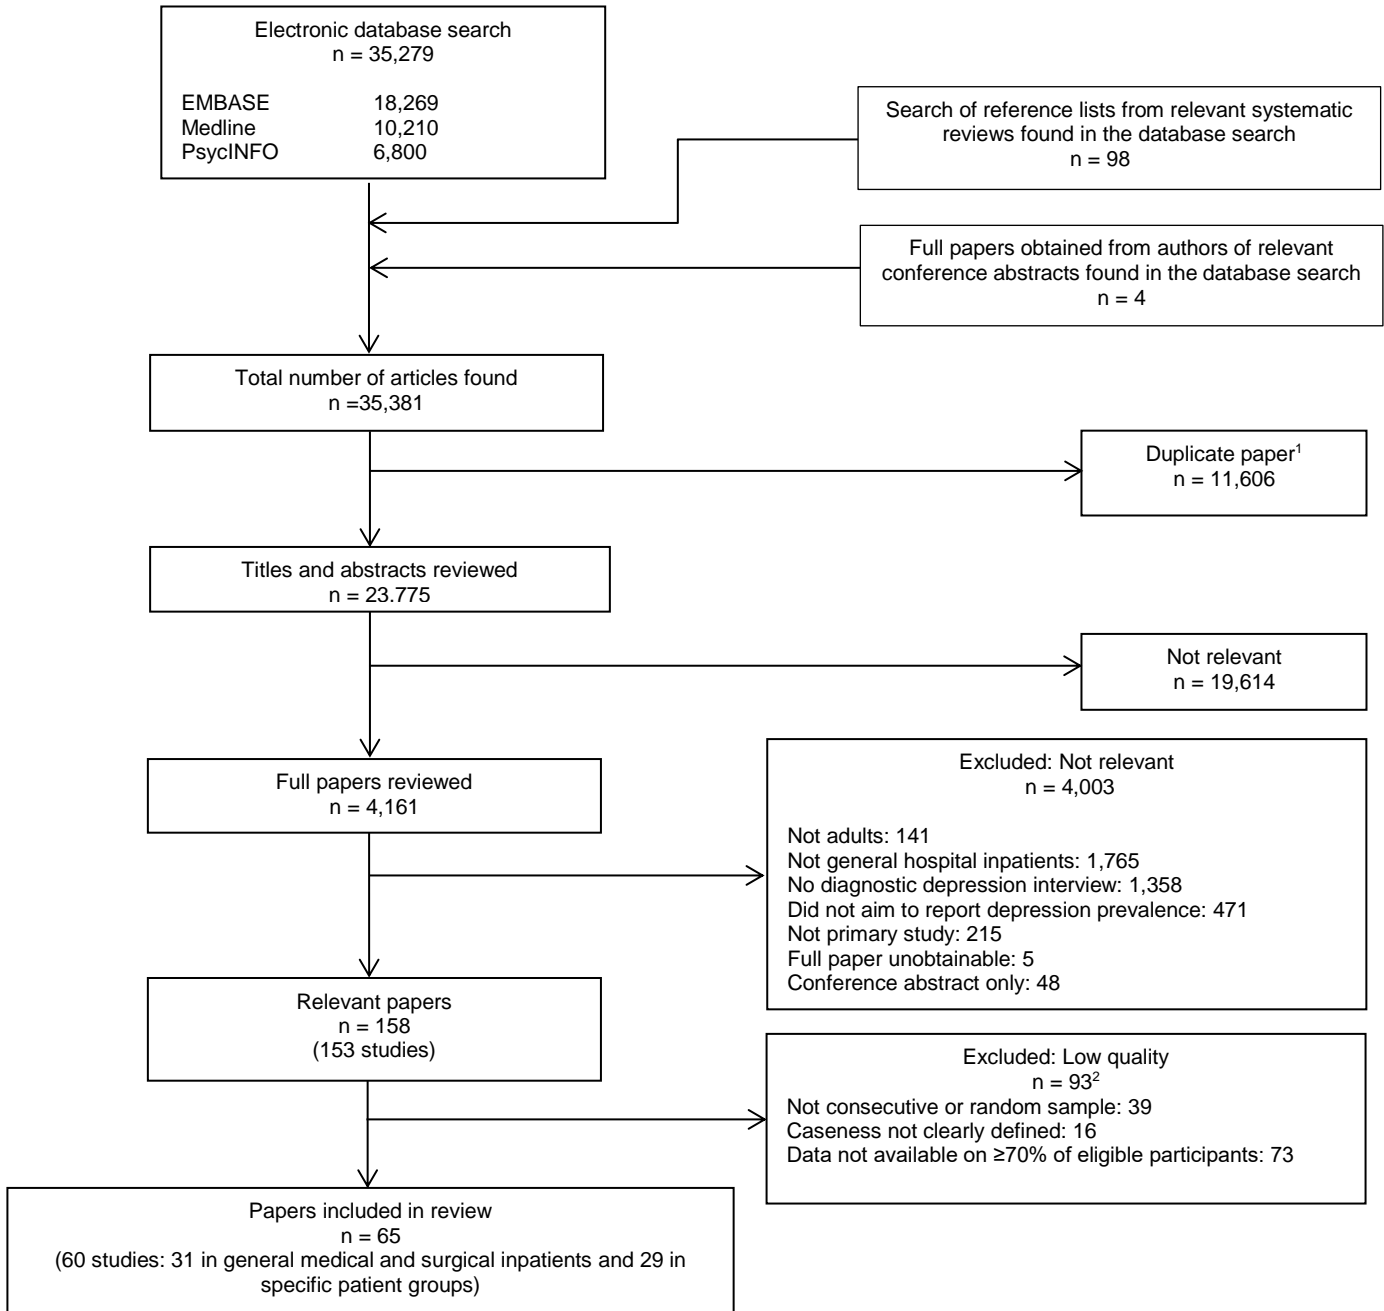 Electronic database search
n = 35,279
EMBASE 18,269
Medline 10,210
PsycINFO 6,800
Search of reference lists from relevant systematic
reviews found in the database search
n = 98
Full papers obtained from authors of relevant
conference abstracts found in the database search
n = 4
Total number of articles found
n =35,381
Duplicate paper¹
n = 11,606
Titles and abstracts reviewed
n = 23.775
Not relevant
n = 19,614
Full papers reviewed
n = 4,161
Excluded: Not relevant
n = 4,003
Not adults: 141
Not general hospital inpatients: 1,765
No diagnostic depression interview: 1,358
Did not aim to report depression prevalence: 471
Not primary study: 215
Full paper unobtainable: 5
Conference abstract only: 48
Relevant papers
n = 158
(153 studies)
Excluded: Low quality
n = 93²
Not consecutive or random sample: 39
Caseness not clearly defined: 16
Data not available on ≥70% of eligible participants: 73
Papers included in review
n = 65
(60 studies: 31 in general medical and surgical inpatients and 29 in
specific patient groups)